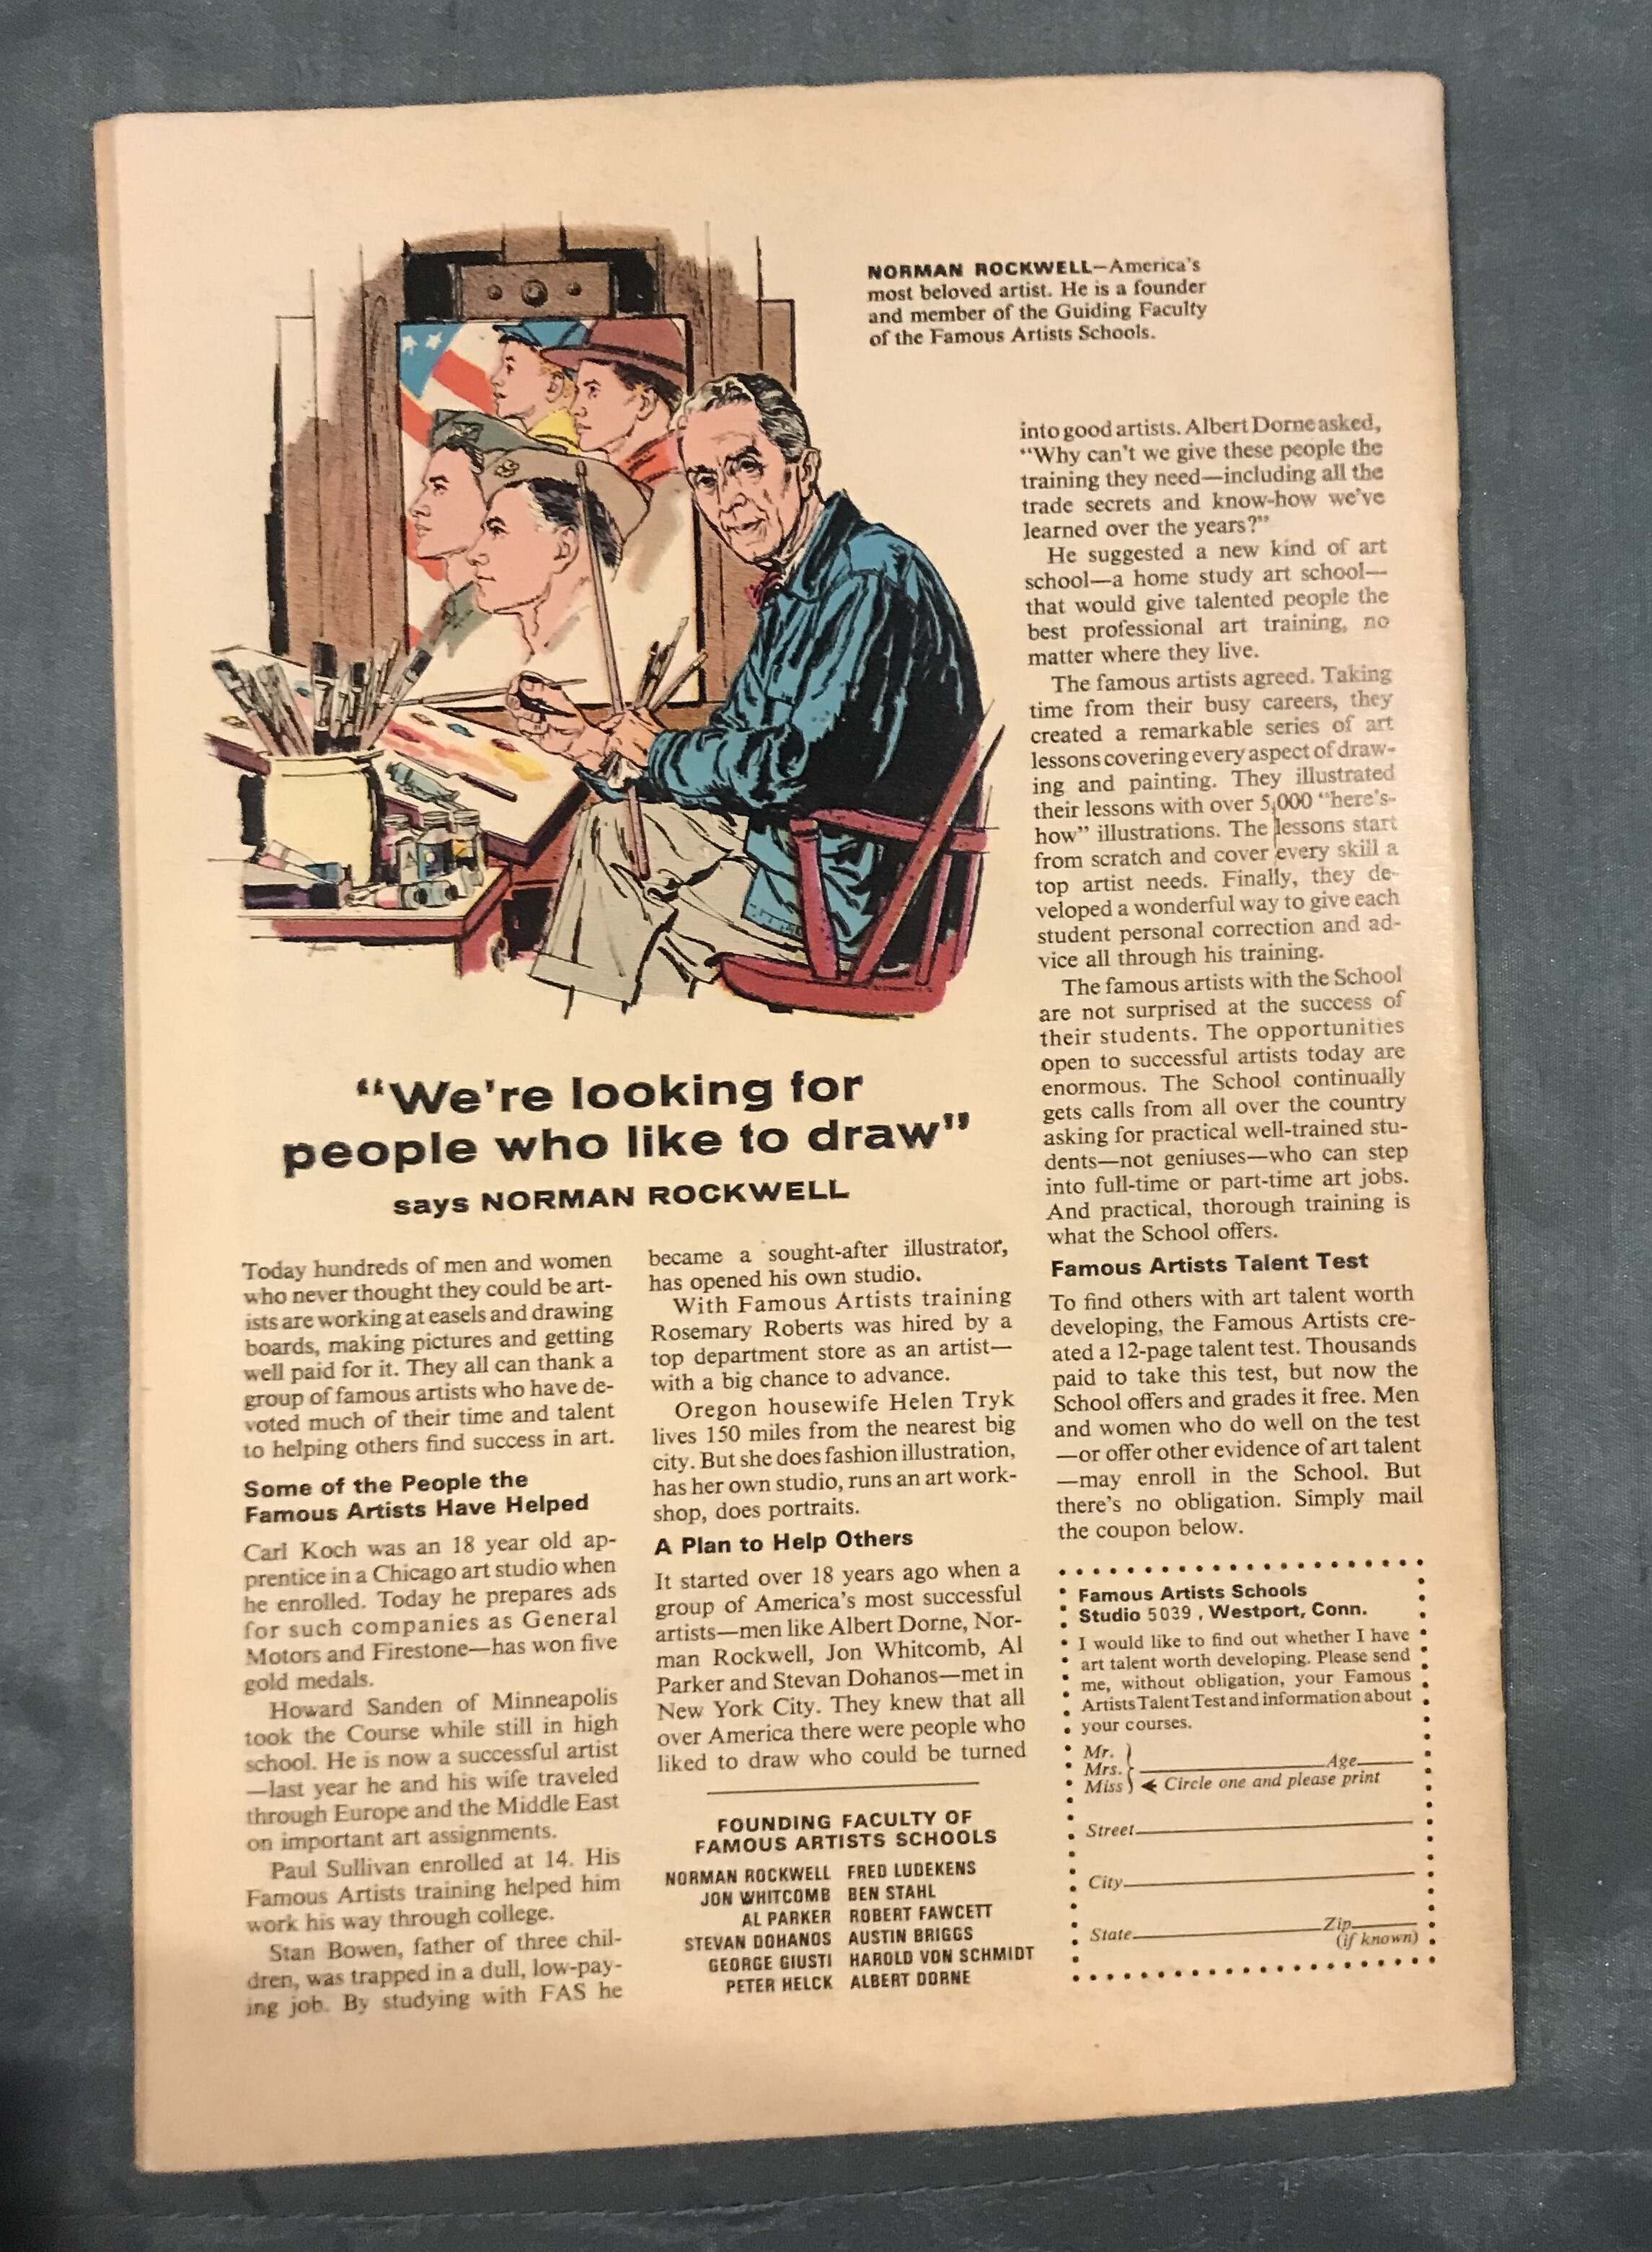 NORMAN ROCKWELL—America's
most beloved artist. He is a founder
and member of the Guiding Faculty
of the Famous Artists Schools.
“We're looking for
people who like to draw”
says NORMAN ROCKWELL
Today hundreds of men and women
who never thought they could be art-
ists are working at easels and drawing
boards, making pictures and getting
well paid for it. They all can thank a
group of famous artists who have de-
voted much of their time and talent
to helping others find success in art.
Some of the People the
Famous Artists Have Helped
Carl Koch was an 18 year old ap-
prentice in a Chicago art studio when
he enrolled. Today he prepares ads
for such companies as General
Motors and Firestone—has won five
gold medals.
Howard Sanden of Minneapolis
took the Course while still in high
school. He is now a successful artist
—last year he and his wife traveled
through Europe and the Middle East
on important art assignments.
Paul Sullivan enrolled at 14. His
Famous Artists training helped him
work his way through college.
Stan Bowen, father of three chil-
dren, was trapped in a dull, low-pay-
ing job. By studying with FAS he
became a sought-after illustrator,
has opened his own studio.
With Famous Artists training
Rosemary Roberts was hired by a
top department store as an artist—
with a big chance to advance.
Oregon housewife Helen Tryk
lives 150 miles from the nearest big
city. But she does fashion illustration,
has her own studio, runs an art work-
shop, does portraits.
A Plan to Help Others
It started over 18 years ago when a
group of America's most successful
artists—men like Albert Dorne, Nor-
man Rockwell, Jon Whitcomb, Al
Parker and Stevan Dohanos—met in
New York City. They knew that all
over America there were people who
liked to draw who could be turned
FOUNDING FACULTY OF
FAMOUS ARTISTS SCHOOLS
NORMAN ROCKWELL FRED LUDEKENS
JON WHITCOMB BEN STAHL
AL PARKER ROBERT FAWCETT
STEVAN DOHANOS AUSTIN BRIGGS
GEORGE GIUSTI HAROLD VON SCHMIDT
PETER HELCK ALBERT DORNE
into good artists. Albert Dorne asked,
“Why can't we give these people the
training they need—including all the
trade secrets and know-how we've
learned over the years?”
He suggested a new kind of art
school—a home study art school—
that would give talented people the
best professional art training, no
matter where they live.
The famous artists agreed. Taking
time from their busy careers, they
created a remarkable series of art
lessons covering every aspect of draw-
ing and painting. They illustrated
their lessons with over 5,000 “here's-
how” illustrations. The lessons start
from scratch and cover every skill a
top artist needs. Finally, they de-
veloped a wonderful way to give each
student personal correction and ad-
vice all through his training.
The famous artists with the School
are not surprised at the success of
their students. The opportunities
open to successful artists today are
enormous. The School continually
gets calls from all over the country
asking for practical well-trained stu-
dents—not geniuses—who can step
into full-time or part-time art jobs.
And practical, thorough training is
what the School offers.
Famous Artists Talent Test
To find others with art talent worth
developing, the Famous Artists cre-
ated a 12-page talent test. Thousands
paid to take this test, but now the
School offers and grades it free. Men
and women who do well on the test
—or offer other evidence of art talent
—may enroll in the School. But
there's no obligation. Simply mail
the coupon below.
Famous Artists Schools
Studio 5039 , Westport, Conn.
I would like to find out whether I have
art talent worth developing. Please send
me, without obligation, your Famous
Artists Talent Test and information about
your courses.
Mr.
Mrs. Age
Miss Circle one and please print
Street
City
State Zip
(if known)